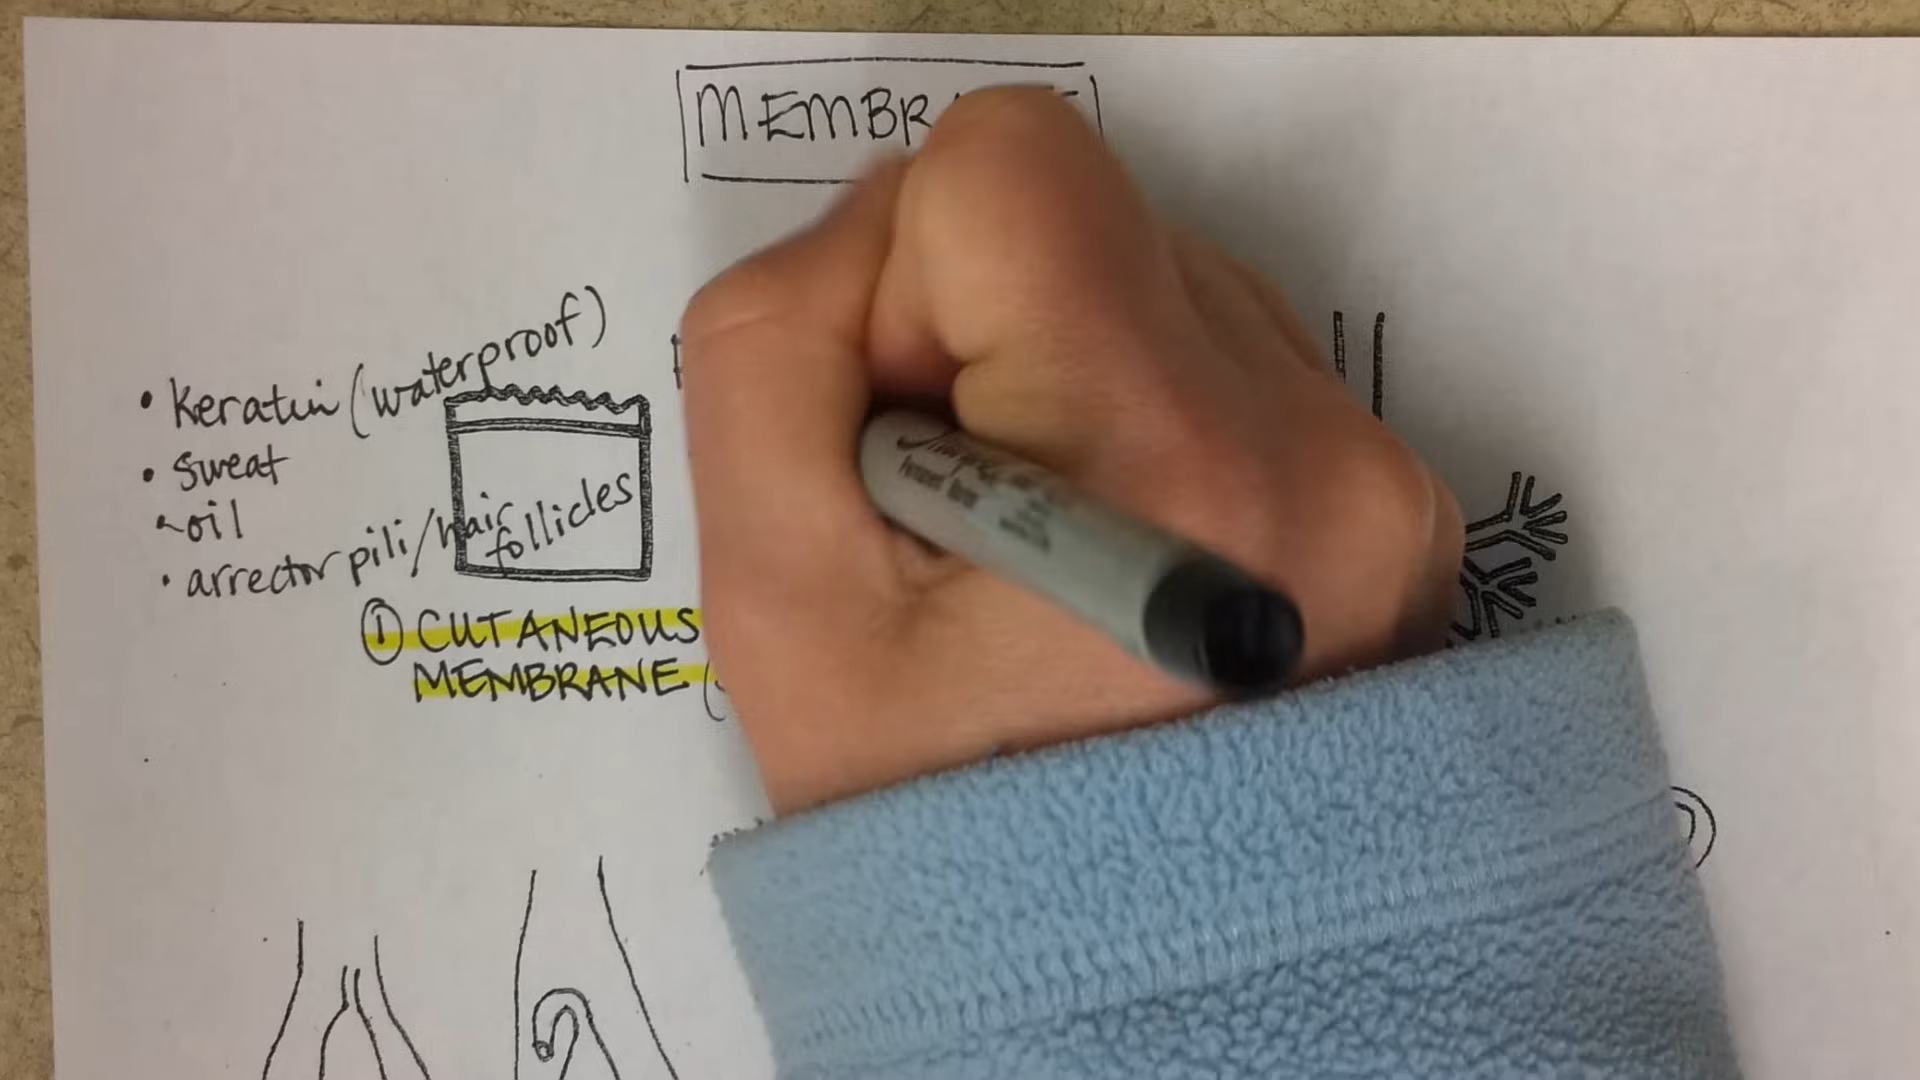 MEMBR
• Keratin (waterproof)
• sweat
• oil
• arrector pili/hair
follicles
① CUTANEOUS
MEMBRANE (